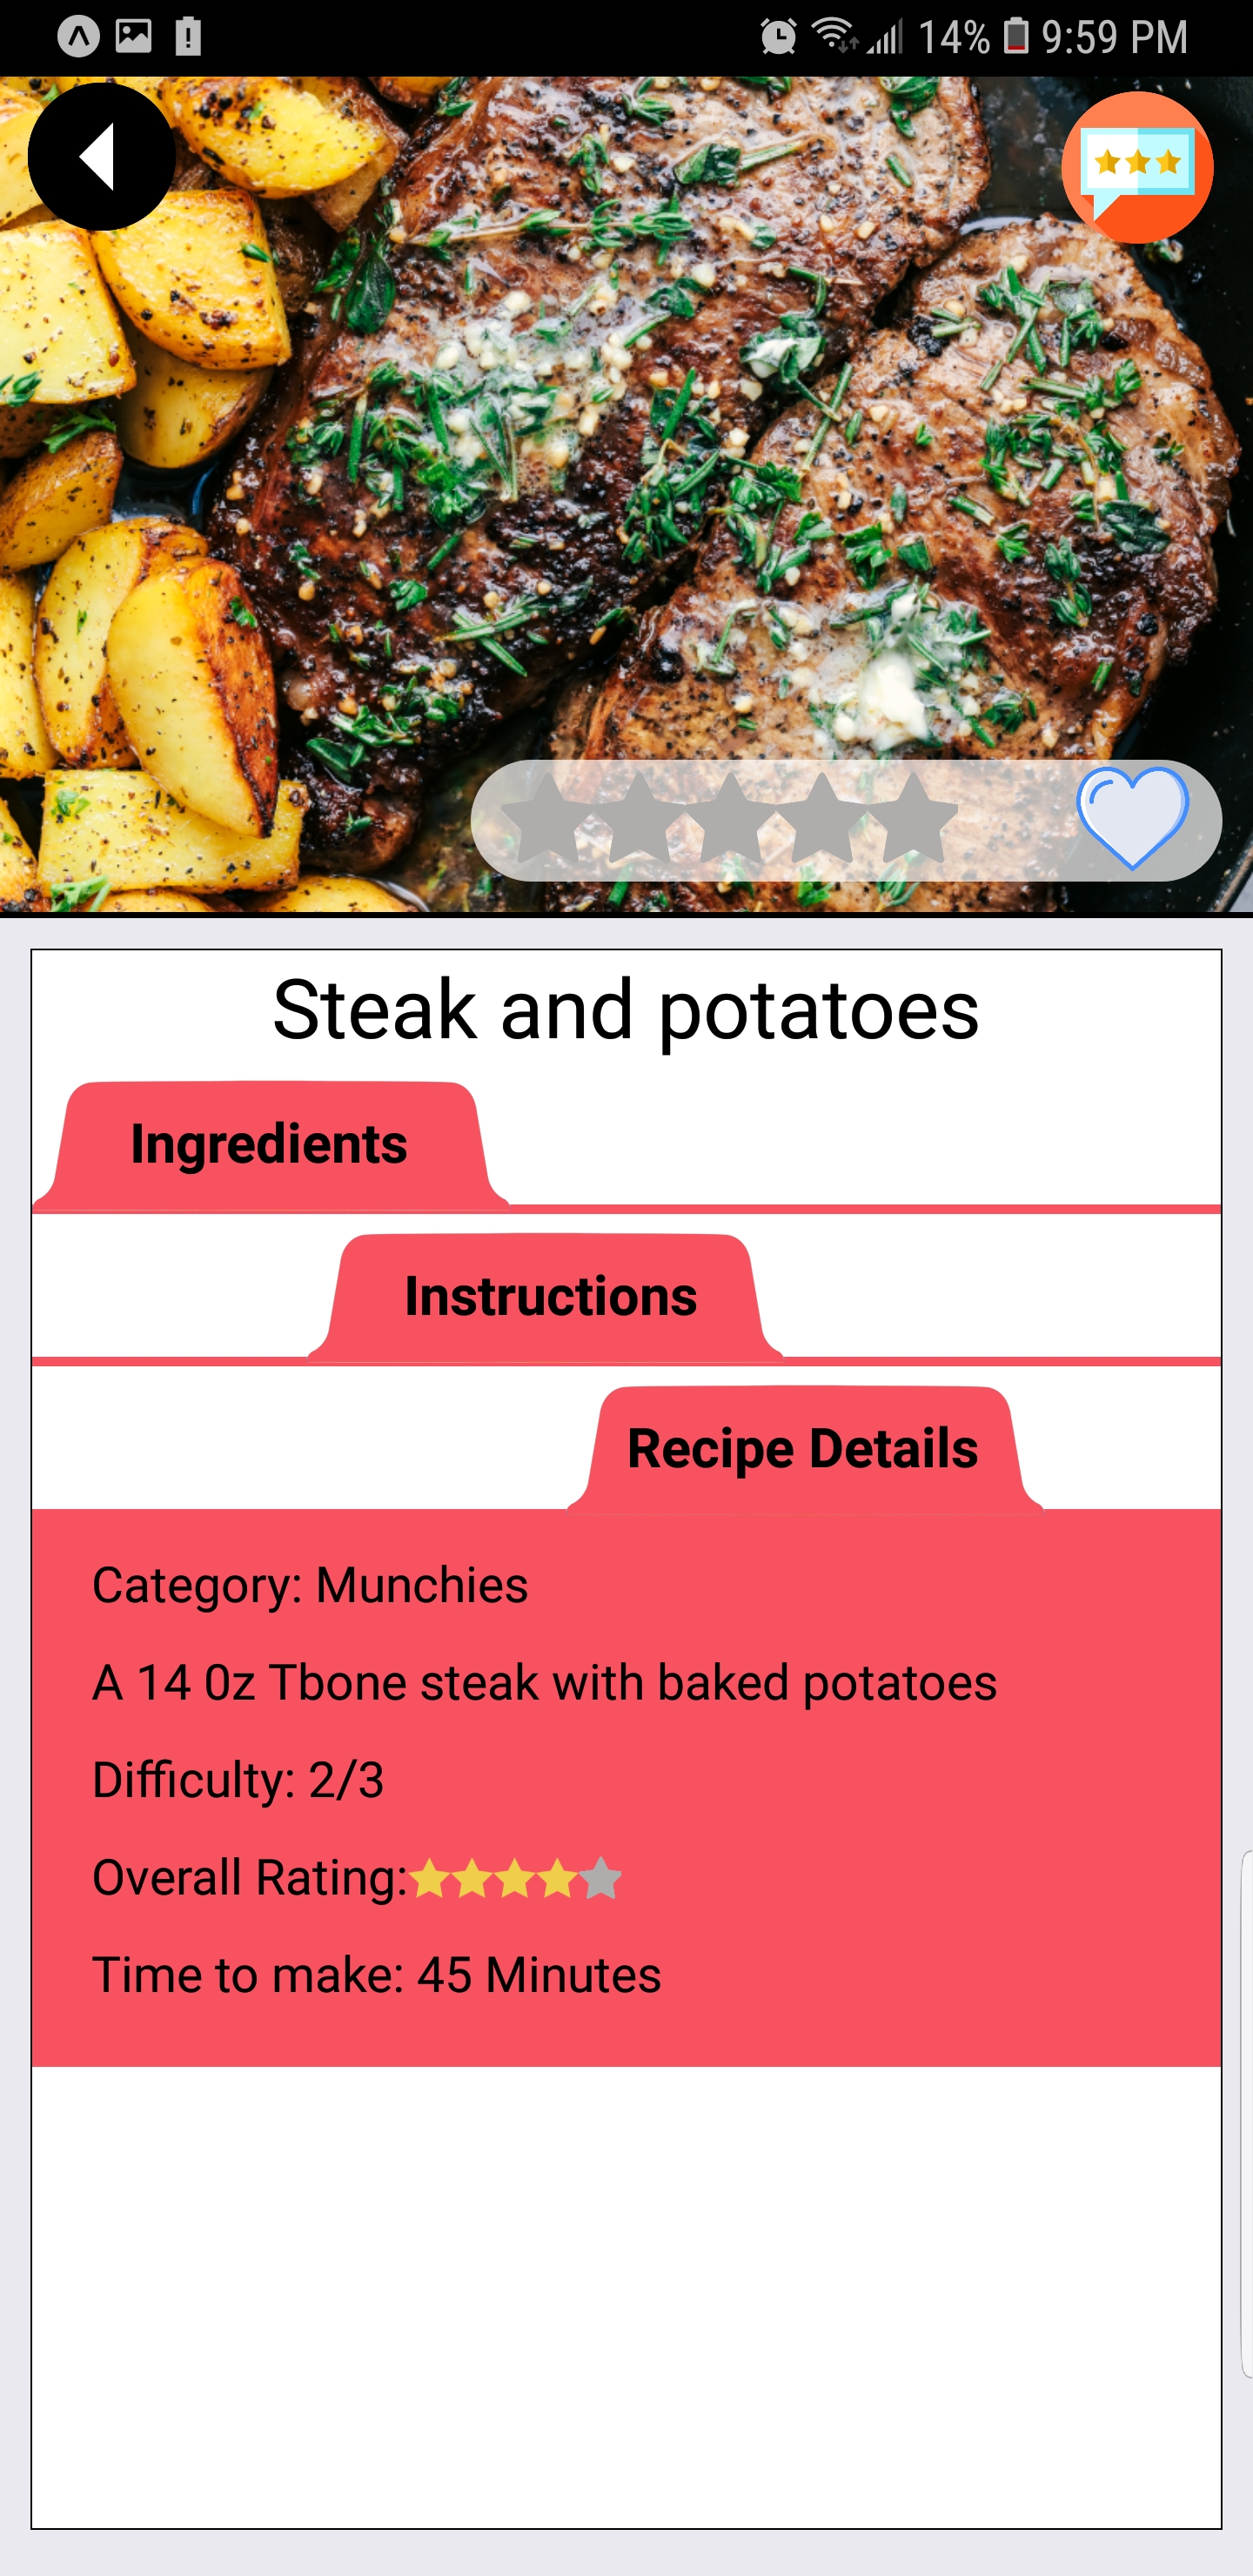 14% 9:59 PM
Steak and potatoes
Ingredients
Instructions
Recipe Details
Category: Munchies
A 14 0z Tbone steak with baked potatoes
Difficulty: 2/3
Overall Rating:
Time to make: 45 Minutes